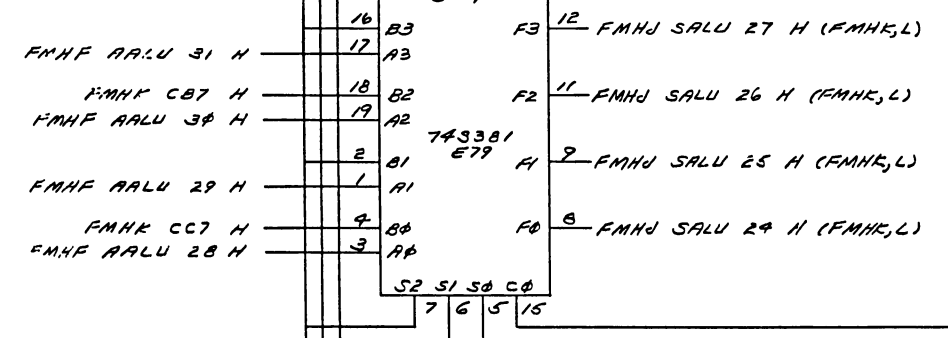 16 B3 F3 12 FMHJ SALU 27 H (FMHK,L)
FMHF AALU 31 H 17 A3
FMHK CB7 H 18 B2 F2 11 FMHJ SALU 26 H (FMHK,L)
FMHF AALU 30 H 19 A2
74S381
E79
2 B1 F1 9 FMHJ SALU 25 H (FMHK,L)
FMHF AALU 29 H 1 A1
FMHK CC7 H 4 B0 F0 8 FMHJ SALU 24 H (FMHK,L)
FMHF AALU 28 H 3 A0
S2 S1 S0 C0
7 6 5 15